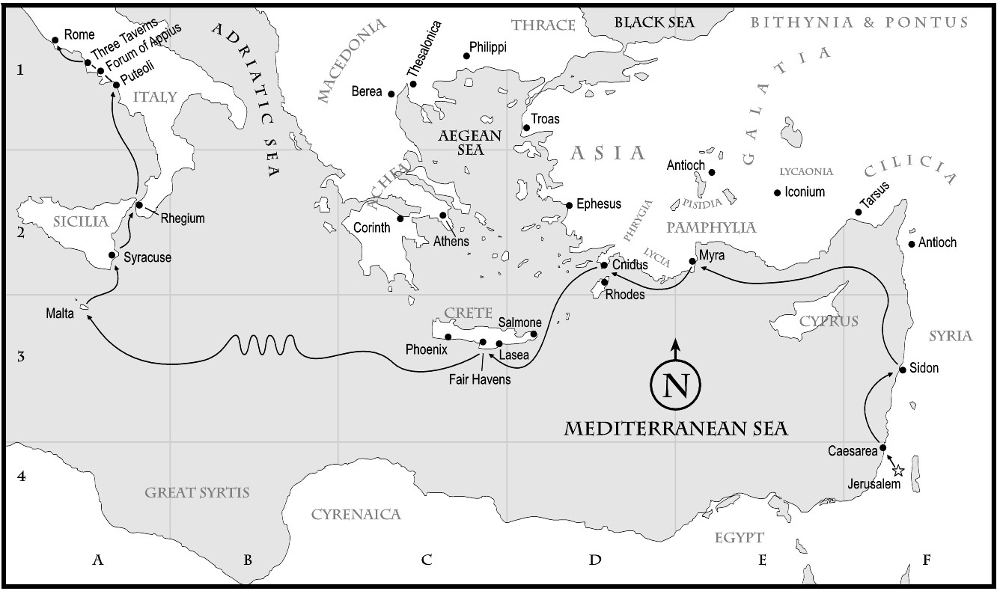 THRACE
BLACK SEA
BITHYNIA & PONTUS
Rome
Three Taverns
Forum of Appius
Puteoli
ITALY
ADRIATIC SEA
MACEDONIA
Thesalonica
Philippi
Berea
GALATIA
1
Troas
AEGEAN
SEA
ASIA
Antioch
LYCAONIA
CILICIA
ACHEA
Iconium
Tarsus
Ephesus
PISIDIA
PHRYGIA
PAMPHYLIA
SICILIA
Rhegium
Corinth
Athens
2
Antioch
Syracuse
LYCIA
Myra
Cnidus
Rhodes
Malta
CRETE
Salmone
CYPRUS
SYRIA
Phoenix
Lasea
3
Fair Havens
Sidon
N
MEDITERRANEAN SEA
Caesarea
4
Jerusalem
GREAT SYRTIS
CYRENAICA
EGYPT
A
B
C
D
E
F